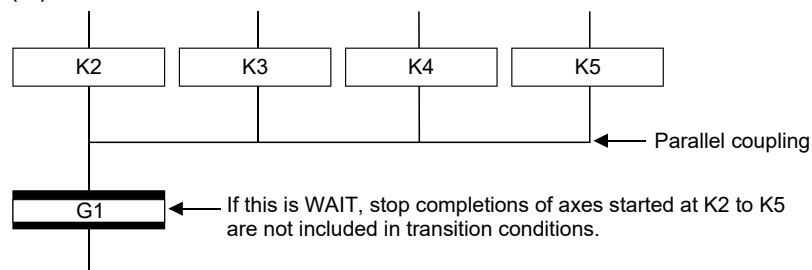 K2 K3 K4 K5
Parallel coupling
G1
If this is WAIT, stop completions of axes started at K2 to K5
are not included in transition conditions.